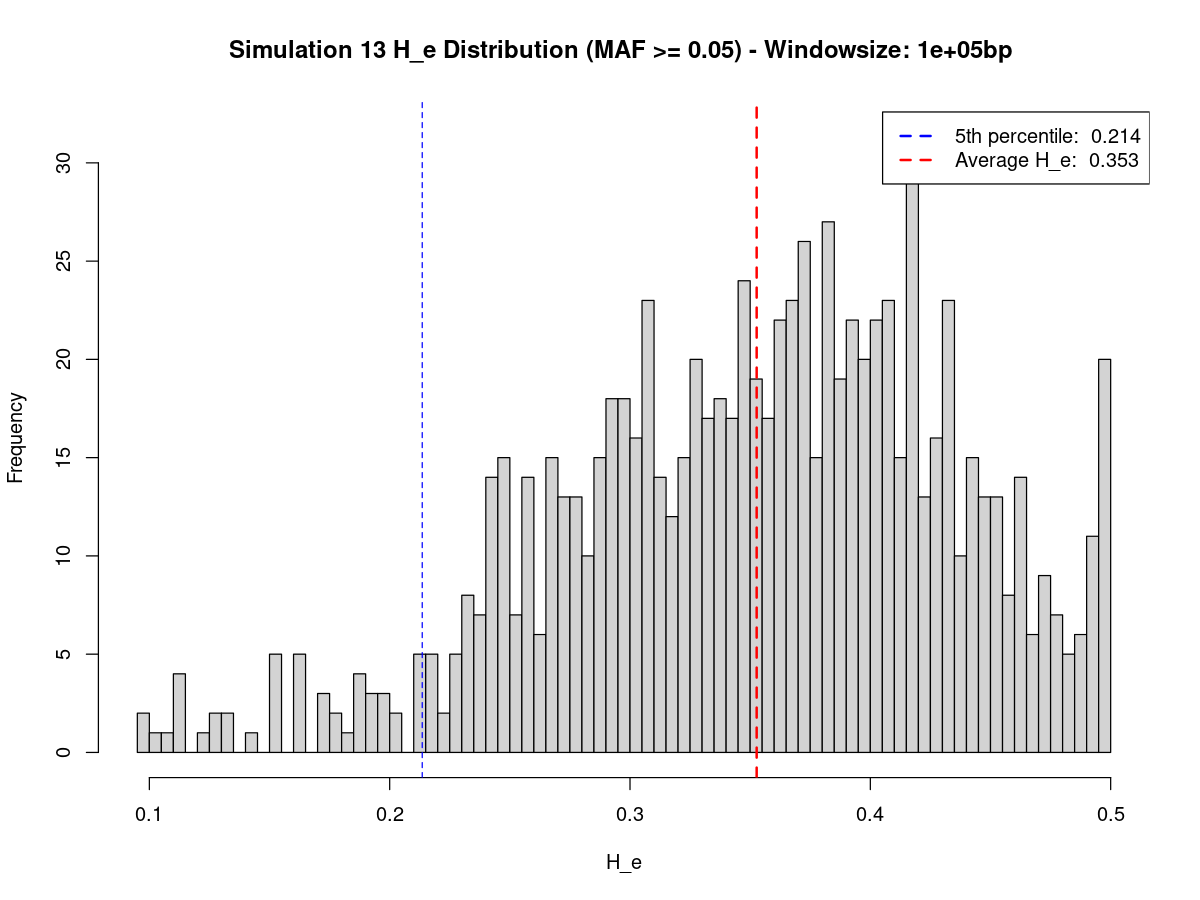 Simulation 13 H_e Distribution (MAF >= 0.05) - Windowsize: 1e+05bp
5th percentile:  0.214
Average H_e:  0.353
Frequency
30
25
20
15
10
5
0
0.1
0.2
0.3
0.4
0.5
H_e